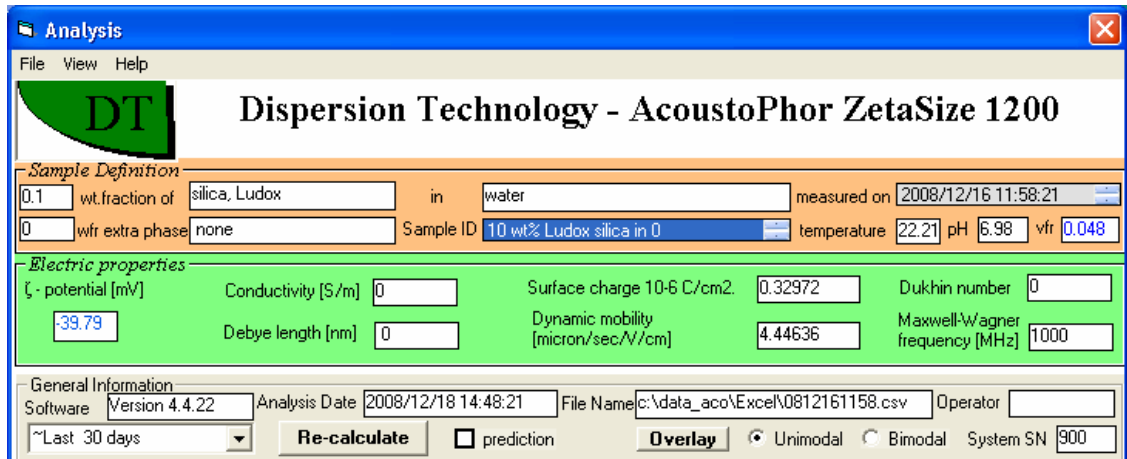 Analysis
File View Help
DT
Dispersion Technology - AcoustoPhor ZetaSize 1200
Sample Definition
0.1 wt.fraction of silica, Ludox in water measured on 2008/12/16 11:58:21
0 wfr extra phase none Sample ID 10 wt% Ludox silica in 0 temperature 22.21 pH 6.98 vfr 0.048
Electric properties
ζ - potential [mV] Conductivity [S/m] 0 Surface charge 10-6 C/cm2. 0.32972 Dukhin number 0
-39.79 Debye length [nm] 0 Dynamic mobility [micron/sec/V/cm] 4.44636 Maxwell-Wagner frequency [MHz] 1000
General Information
Software Version 4.4.22 Analysis Date 2008/12/18 14:48:21 File Name c:\data_aco\Excel\0812161158.csv Operator
~Last 30 days Re-calculate prediction Overlay Unimodal Bimodal System SN 900